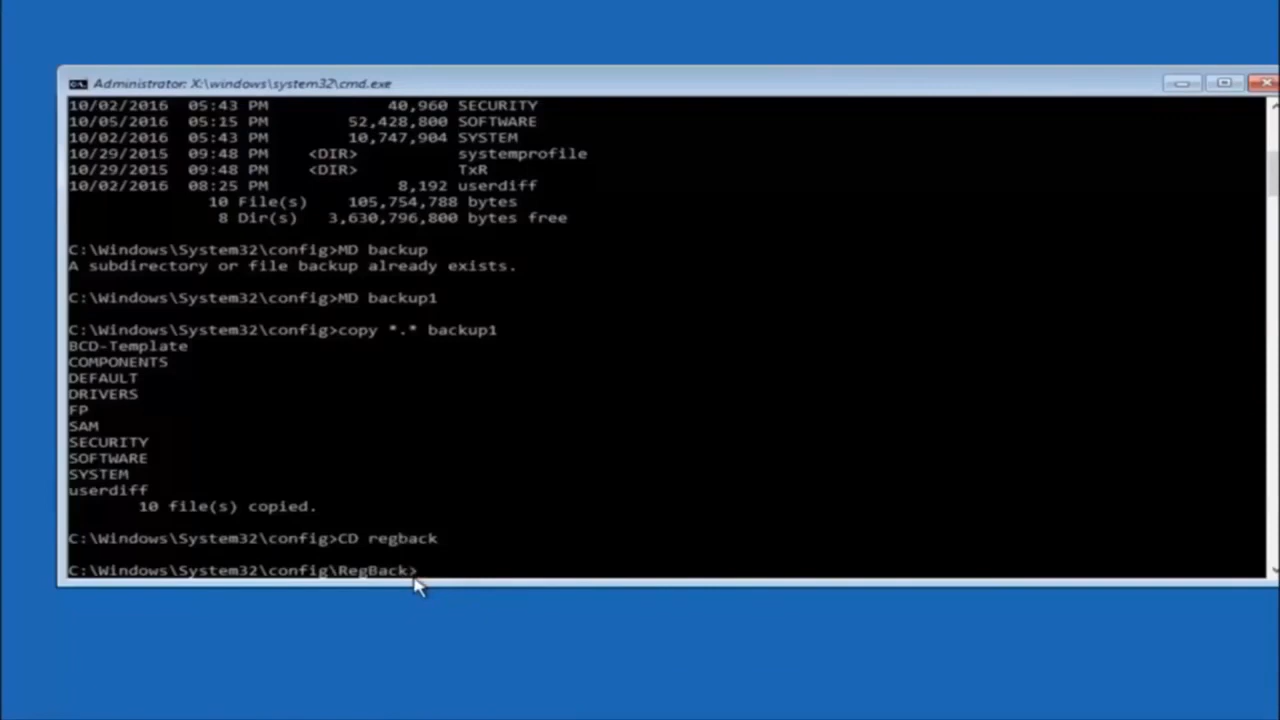 Administrator: X:\windows\system32\cmd.exe
10/02/2016 05:43 PM 40,960 SECURITY
10/05/2016 05:15 PM 52,428,800 SOFTWARE
10/02/2016 05:43 PM 10,747,904 SYSTEM
10/29/2015 09:48 PM <DIR> systemprofile
10/29/2015 09:48 PM <DIR> TxR
10/02/2016 08:25 PM 8,192 userdiff
10 File(s) 105,754,788 bytes
8 Dir(s) 3,630,796,800 bytes free
C:\Windows\System32\config>MD backup
A subdirectory or file backup already exists.
C:\Windows\System32\config>MD backup1
C:\Windows\System32\config>copy *.* backup1
BCD-Template
COMPONENTS
DEFAULT
DRIVERS
FP
SAM
SECURITY
SOFTWARE
SYSTEM
userdiff
10 file(s) copied.
C:\Windows\System32\config>CD regback
C:\Windows\System32\config\RegBack>